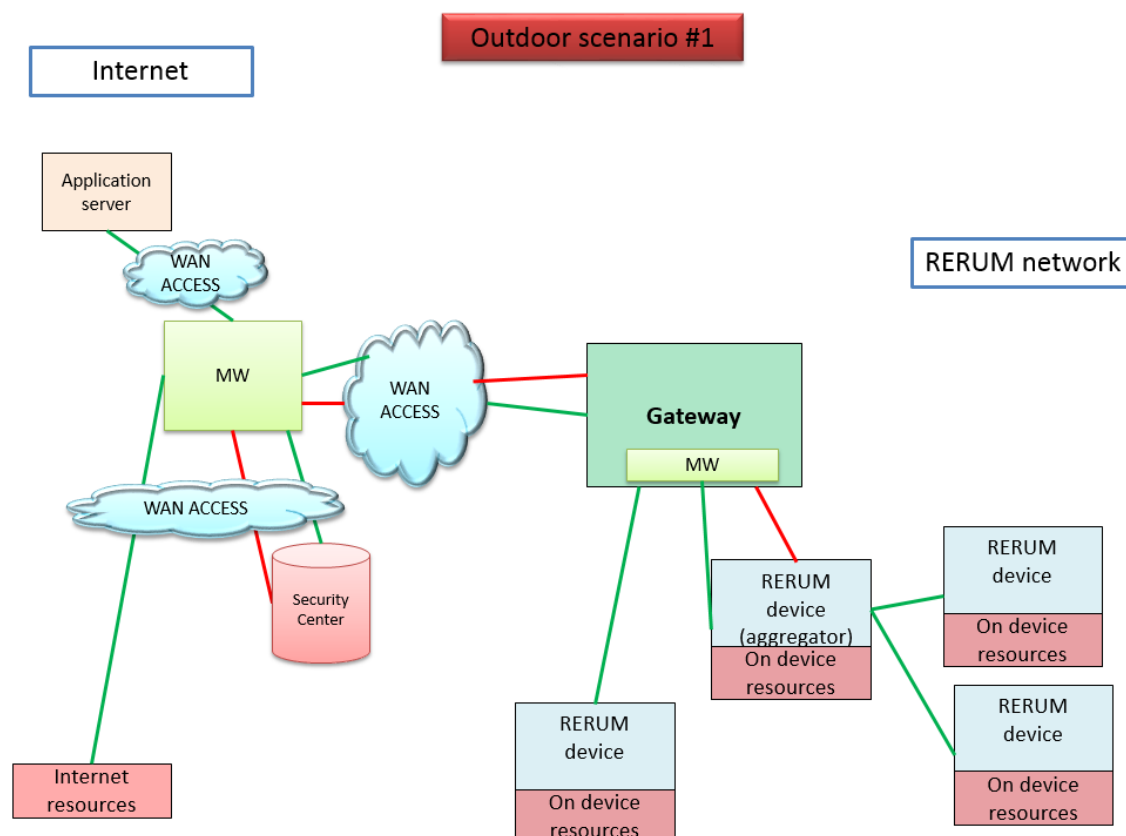 Outdoor scenario #1
Internet
Application
server
WAN
ACCESS
RERUM network
MW
WAN
ACCESS
Gateway
MW
WAN ACCESS
Security
Center
RERUM
device
(aggregator)
On device
resources
RERUM
device
On device
resources
RERUM
device
On device
resources
RERUM
device
On device
resources
Internet
resources